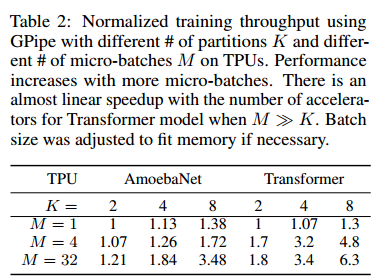 Table 2: Normalized training throughput using
GPipe with different # of partitions K and differ-
ent # of micro-batches M on TPUs. Performance
increases with more micro-batches. There is an
almost linear speedup with the number of accelera-
tors for Transformer model when M ≫ K. Batch
size was adjusted to fit memory if necessary.
TPU AmoebaNet Transformer
K = 2 4 8 2 4 8
M = 1 1 1.13 1.38 1 1.07 1.3
M = 4 1.07 1.26 1.72 1.7 3.2 4.8
M = 32 1.21 1.84 3.48 1.8 3.4 6.3